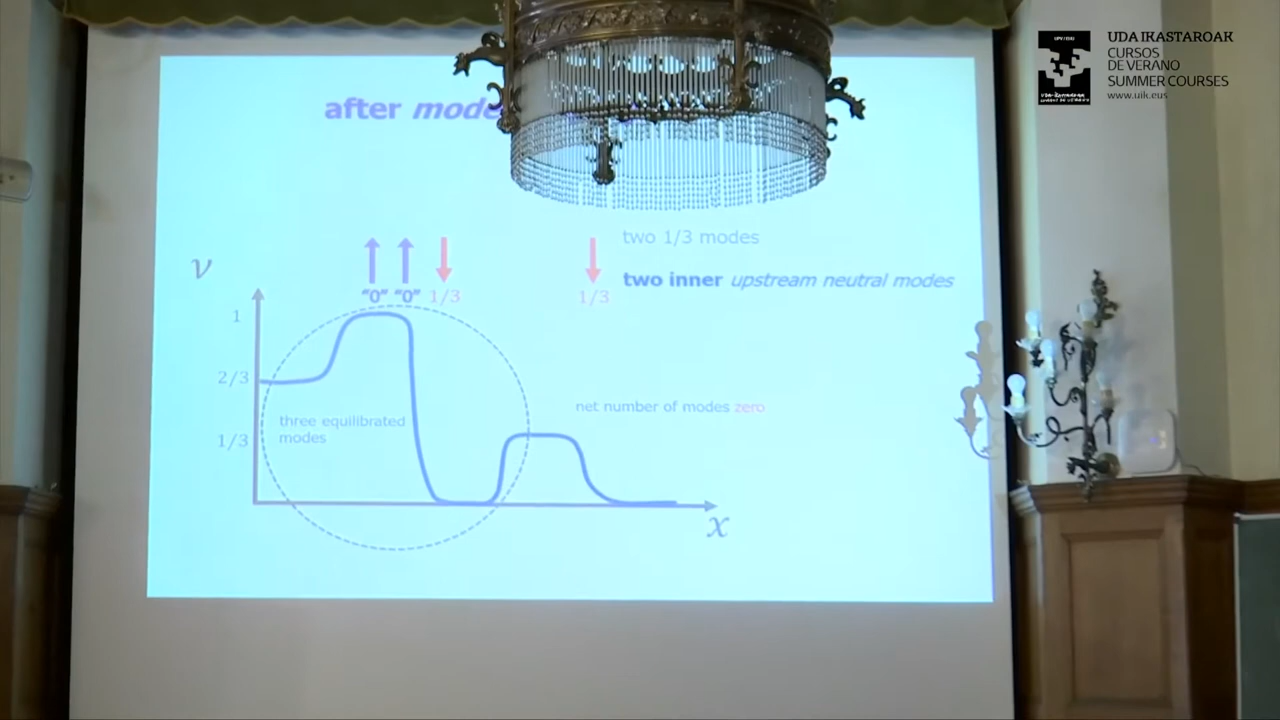 UDA IKASTAROAK
CURSOS
DE VERANO
SUMMER COURSES
www.uik.eus
after
two 1/3 modes
two inner upstream neutral modes
"0" "0" 1/3
1/3
ν
1
2/3
1/3
three equilibrated
modes
net number of modes zero
x